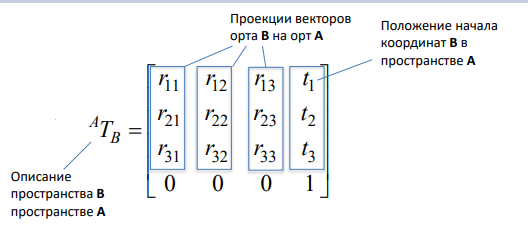 Проекции векторов
орта B на орт A
Положение начала
координат B в
пространстве A
r11 r12 r13 t1
r21 r22 r23 t2
r31 r32 r33 t3
0 0 0 1
ATB =
Описание
пространства B
пространстве A